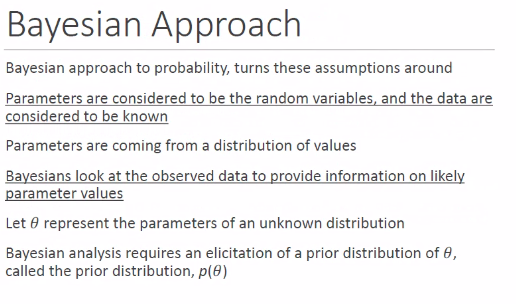 Bayesian Approach
Bayesian approach to probability, turns these assumptions around
Parameters are considered to be the random variables, and the data are
considered to be known
Parameters are coming from a distribution of values
Bayesians look at the observed data to provide information on likely
parameter values
Let θ represent the parameters of an unknown distribution
Bayesian analysis requires an elicitation of a prior distribution of θ,
called the prior distribution, p(θ)